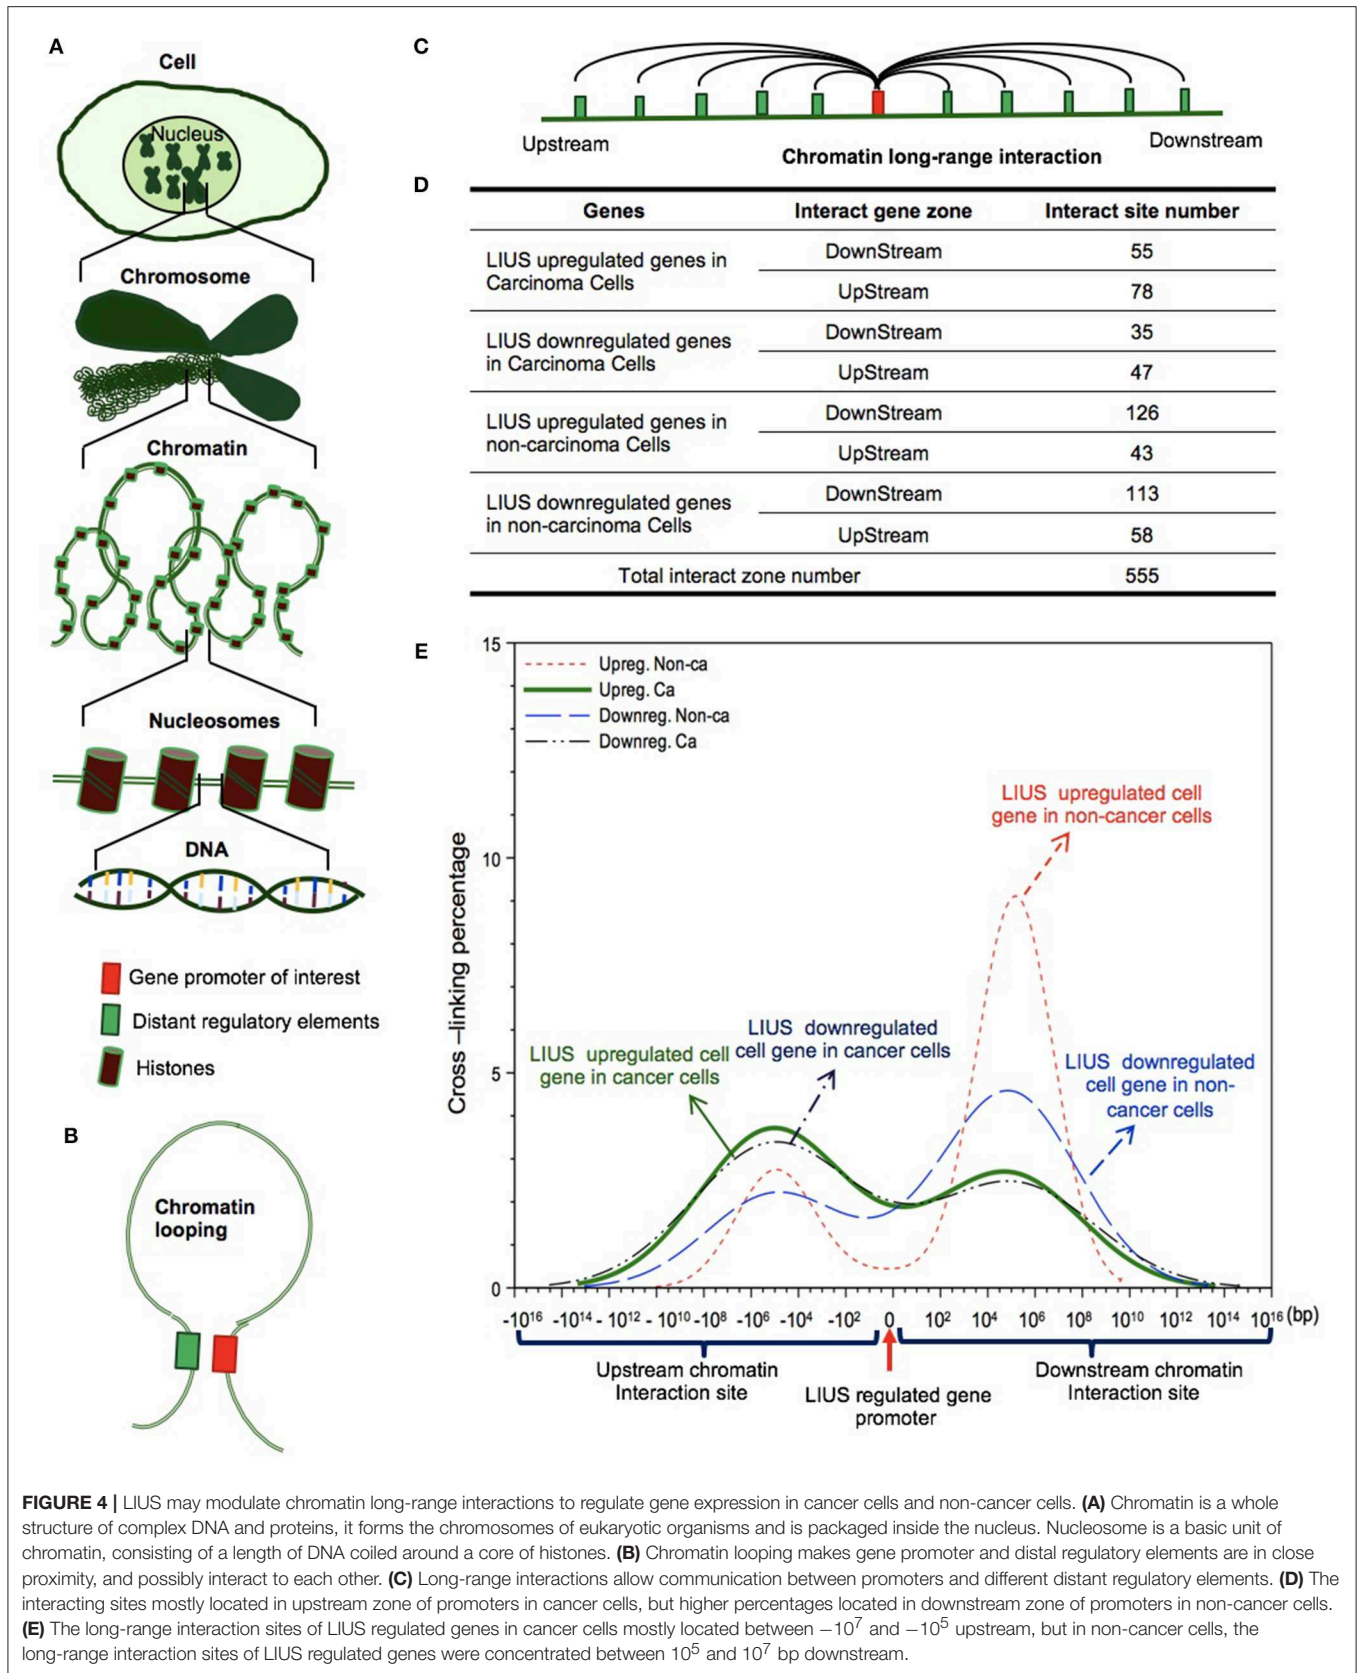 A
Cell
Nucleus
Chromosome
Chromatin
Nucleosomes
DNA
Gene promoter of interest
Distant regulatory elements
Histones
B
Chromatin
looping
C
Upstream
Downstream
Chromatin long-range interaction
D
Genes Interact gene zone Interact site number
LIUS upregulated genes in
Carcinoma Cells
DownStream 55
UpStream 78
LIUS downregulated genes
in Carcinoma Cells
DownStream 35
UpStream 47
LIUS upregulated genes in
non-carcinoma Cells
DownStream 126
UpStream 43
LIUS downregulated genes
in non-carcinoma Cells
DownStream 113
UpStream 58
Total interact zone number 555
E
15
10
5
0
Cross –linking percentage
Upreg. Non-ca
Upreg. Ca
Downreg. Non-ca
Downreg. Ca
LIUS upregulated cell
gene in non-cancer cells
LIUS downregulated
cell gene in cancer cells
LIUS upregulated cell
gene in cancer cells
LIUS downregulated
cell gene in non-
cancer cells
-10¹⁶ -10¹⁴ -10¹² -10¹⁰ -10⁸ -10⁶ -10⁴ -10² 0 10² 10⁴ 10⁶ 10⁸ 10¹⁰ 10¹² 10¹⁴ 10¹⁶ (bp)
Upstream chromatin
Interaction site
LIUS regulated gene
promoter
Downstream chromatin
Interaction site
FIGURE 4 | LIUS may modulate chromatin long-range interactions to regulate gene expression in cancer cells and non-cancer cells. (A) Chromatin is a whole
structure of complex DNA and proteins, it forms the chromosomes of eukaryotic organisms and is packaged inside the nucleus. Nucleosome is a basic unit of
chromatin, consisting of a length of DNA coiled around a core of histones. (B) Chromatin looping makes gene promoter and distal regulatory elements are in close
proximity, and possibly interact to each other. (C) Long-range interactions allow communication between promoters and different distant regulatory elements. (D) The
interacting sites mostly located in upstream zone of promoters in cancer cells, but higher percentages located in downstream zone of promoters in non-cancer cells.
(E) The long-range interaction sites of LIUS regulated genes in cancer cells mostly located between −10⁷ and −10⁵ upstream, but in non-cancer cells, the
long-range interaction sites of LIUS regulated genes were concentrated between 10⁵ and 10⁷ bp downstream.